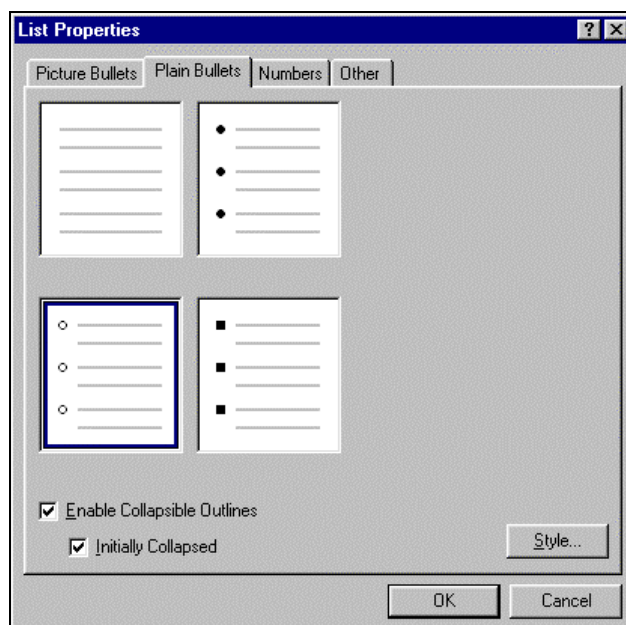 List Properties
Picture Bullets Plain Bullets Numbers Other
Enable Collapsible Outlines
Initially Collapsed
Style...
OK Cancel